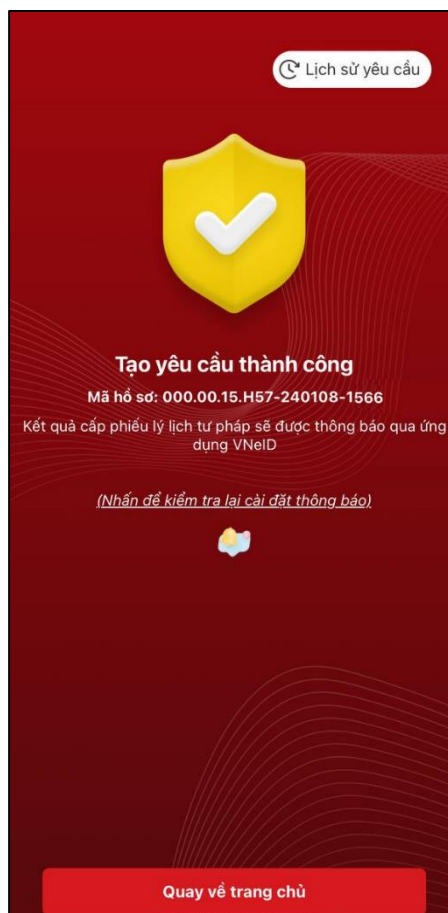 Lịch sử yêu cầu
Tạo yêu cầu thành công
Mã hồ sơ: 000.00.15.H57-240108-1566
Kết quả cấp phiếu lý lịch tư pháp sẽ được thông báo qua ứng
dụng VNeID
(Nhấn để kiểm tra lại cài đặt thông báo)
Quay về trang chủ